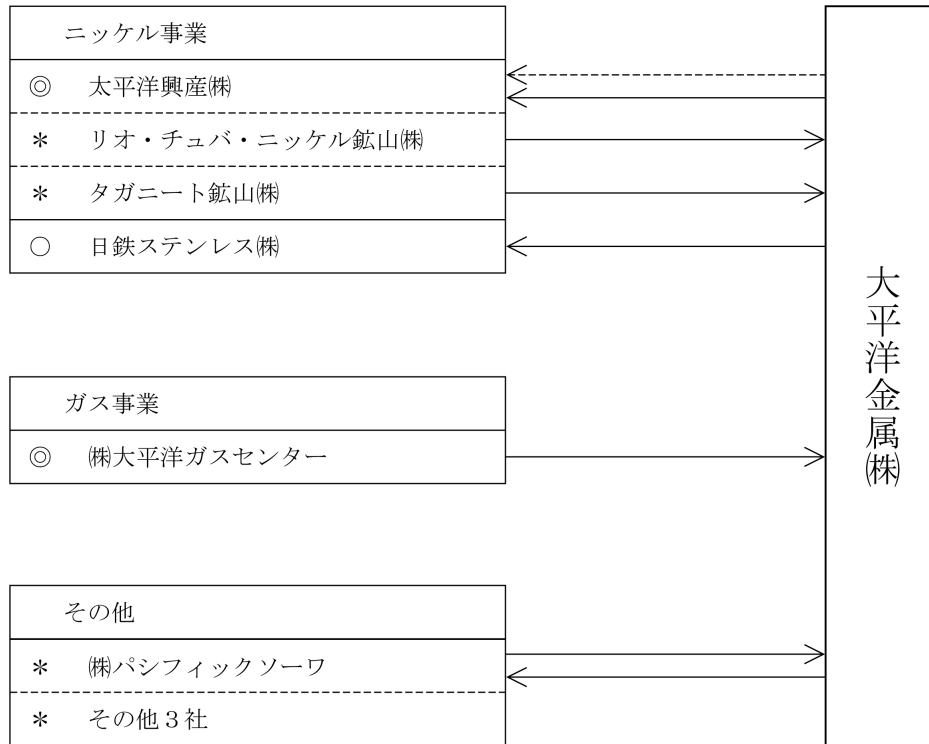 ニッケル事業
◎ 太平洋興産㈱
＊ リオ・チュバ・ニッケル鉱山㈱
＊ タガニート鉱山㈱
○ 日鉄ステンレス㈱
ガス事業
◎ ㈱大平洋ガスセンター
その他
＊ ㈱パシフィックソーワ
＊ その他３社
大平洋金属㈱